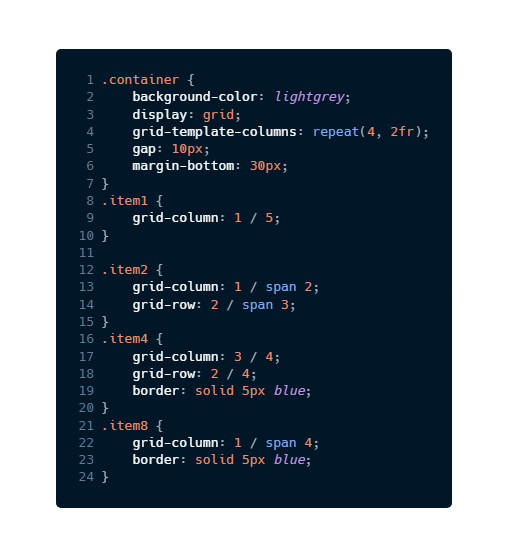 1 .container {
2     background-color: lightgrey;
3     display: grid;
4     grid-template-columns: repeat(4, 2fr);
5     gap: 10px;
6     margin-bottom: 30px;
7 }
8 .item1 {
9     grid-column: 1 / 5;
10 }
11
12 .item2 {
13     grid-column: 1 / span 2;
14     grid-row: 2 / span 3;
15 }
16 .item4 {
17     grid-column: 3 / 4;
18     grid-row: 2 / 4;
19     border: solid 5px blue;
20 }
21 .item8 {
22     grid-column: 1 / span 4;
23     border: solid 5px blue;
24 }